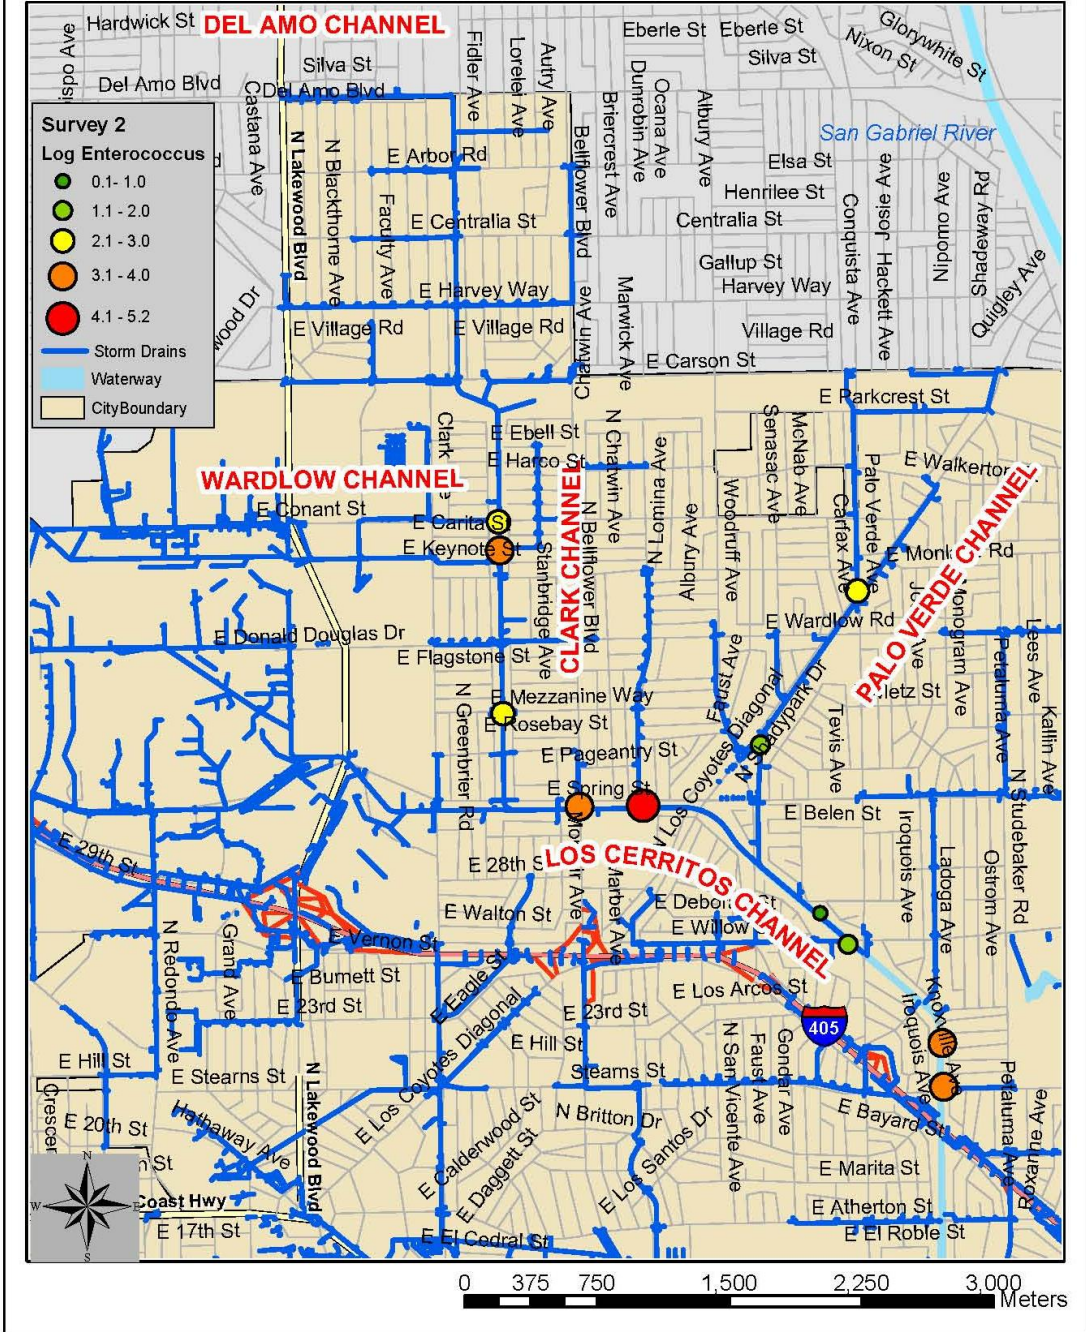 Hardwick St
DEL AMO CHANNEL
Eberle St
Eberle St
Glorywhite St
Nixon St
Silva St
Silva St
Del Amo Blvd
Del Amo Blvd
Castana Ave
Fidler Ave
Lorelei Ave
Autry Ave
Dunrobin Ave
Ocana Ave
Albury Ave
Briercrest Ave
Bellflower Blvd
San Gabriel River
Survey 2
Log Enterococcus
0.1- 1.0
1.1 - 2.0
2.1 - 3.0
3.1 - 4.0
4.1 - 5.2
Storm Drains
Waterway
CityBoundary
N Lakewood Blvd
N Blackthorne Ave
Faculty Ave
E Arbor Rd
E Centralia St
E Harvey Way
E Village Rd
E Village Rd
Elsa St
Henrilee St
Centralia St
Gallup St
Harvey Way
Village Rd
E Carson St
Conquista Ave
Josie Ave
Hackett Ave
Nipomo Ave
Shadeway Rd
Quigley Ave
Chatwin Ave
Marwick Ave
wood Dr
E Parkcrest St
Clark
E Ebell St
E Harco St
N Chatwin Ave
N Lomina Ave
Senasac Ave
McNab Ave
E Walkerton
WARDLOW CHANNEL
E Conant St
E Carita St
E Keynote St
CLARK CHANNEL
N Bellflower Blvd
Stanbridge Ave
Albury Ave
Woodruff Ave
Carfax Ave
Palo Verde Ave
PALO VERDE CHANNEL
E Wardlow Rd
Monogram Ave
E Donald Douglas Dr
E Flagstone St
E Mezzanine Way
E Rosebay St
E Pageantry St
N Greenbrier Rd
Faust Ave
N Los Coyotes Diagonal
N Shadypark Dr
Tevis Ave
Petaluma Ave
Lees Ave
Kallin Ave
E Spring St
E Belen St
N Studebaker Rd
E 29th St
E 28th S
LOS CERRITOS CHANNEL
Iroquois Ave
Ladoga Ave
Ostrom Ave
E Walton St
Marber Ave
E Willow
N Redondo Ave
Grand Ave
E Vernon St
E Burnett St
E 23rd St
E Eagle St
E 23rd St
E Los Arcos St
405
Iroquois Ave
Knoxville Ave
E Hill St
E Stearns St
N Lakewood Blvd
E Los Coyotes Diagonal
E Hill St
Stearns St
N San Vicente Ave
Faust Ave
Gondar Ave
E 20th St
Hathaway Ave
E Calderwood St
E Daggett St
N Britton Dr
E Los Santos Dr
E Bayard St
Petaluma Ave
Roxanne Ave
E Marita St
E Atherton St
E El Roble St
Coast Hwy
E 17th St
E El Cedral St
N
W
E
S
0 375 750 1,500 2,250 3,000
Meters